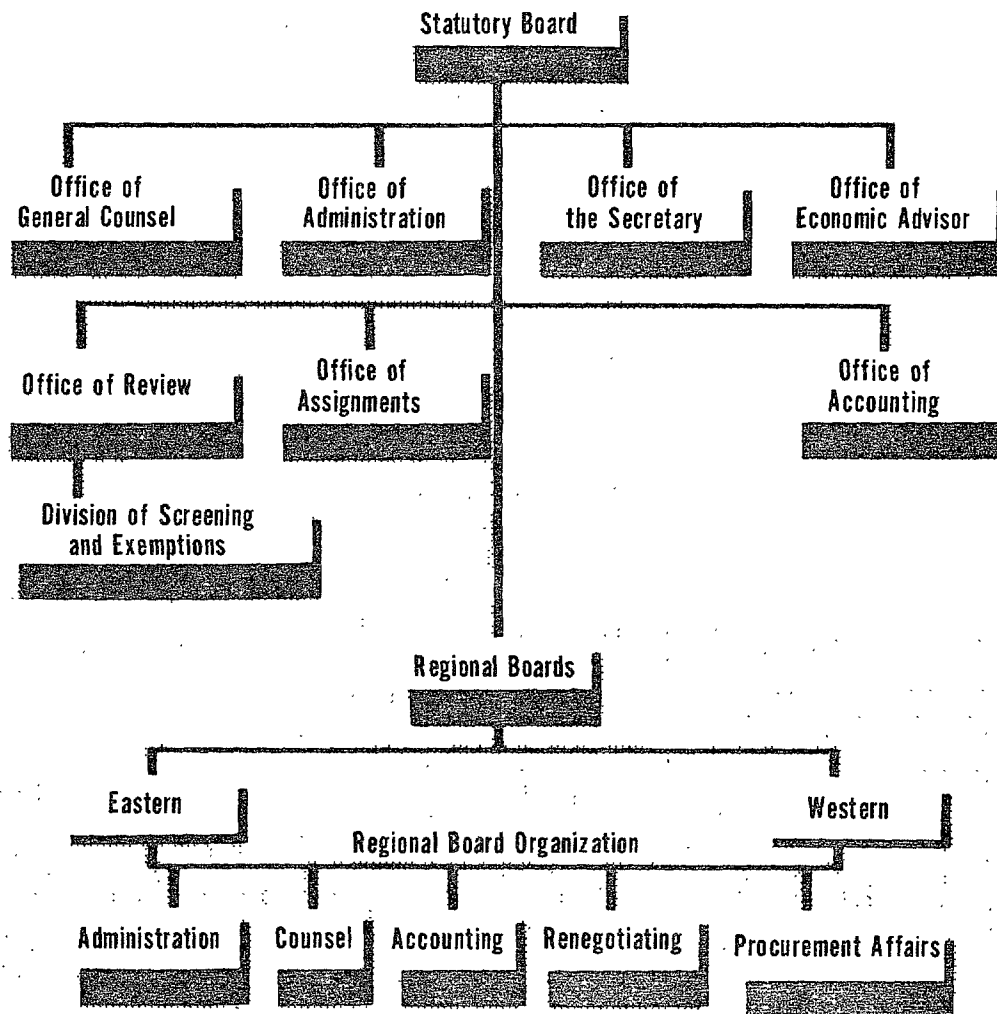 Statutory Board
Office of
General Counsel
Office of
Administration
Office of
the Secretary
Office of
Economic Advisor
Office of Review
Office of
Assignments
Office of
Accounting
Division of Screening
and Exemptions
Regional Boards
Eastern
Western
Regional Board Organization
Administration
Counsel
Accounting
Renegotiating
Procurement Affairs